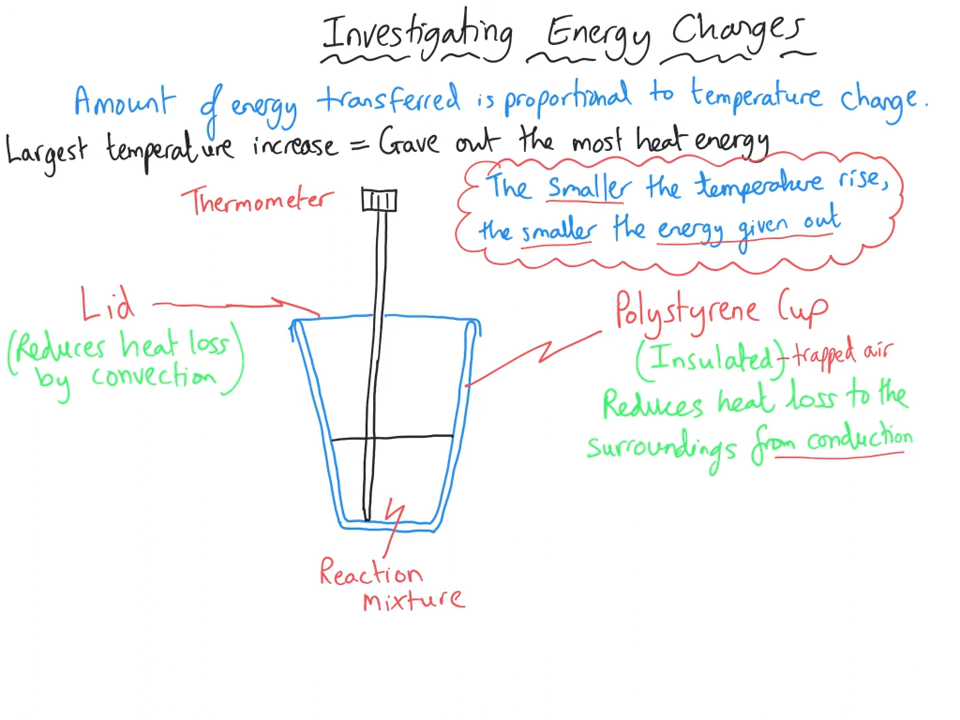 Investigating Energy Changes
Amount of energy transferred is proportional to temperature change.
Largest temperature increase = Gave out the most heat energy
The smaller the temperature rise,
the smaller the energy given out
Thermometer
Lid
(Reduces heat loss
by convection)
Polystyrene Cup
(Insulated) - trapped air
Reduces heat loss to the
surroundings from conduction
Reaction
mixture